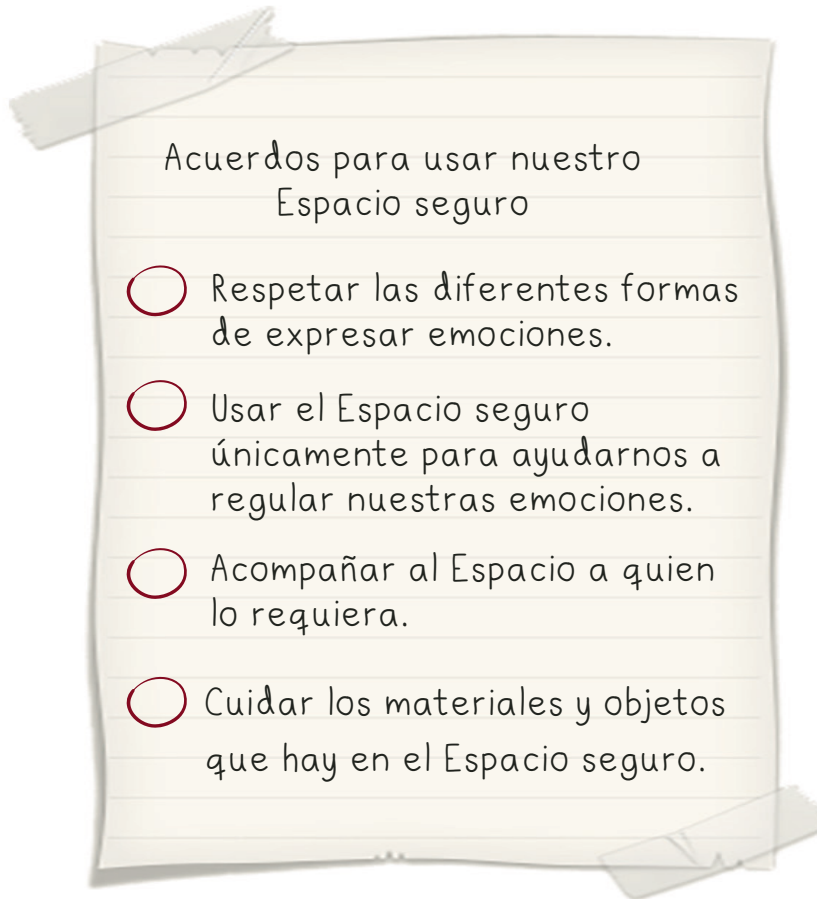 Acuerdos para usar nuestro
Espacio seguro
Respetar las diferentes formas
de expresar emociones.
Usar el Espacio seguro
únicamente para ayudarnos a
regular nuestras emociones.
Acompañar al Espacio a quien
lo requiera.
Cuidar los materiales y objetos
que hay en el Espacio seguro.